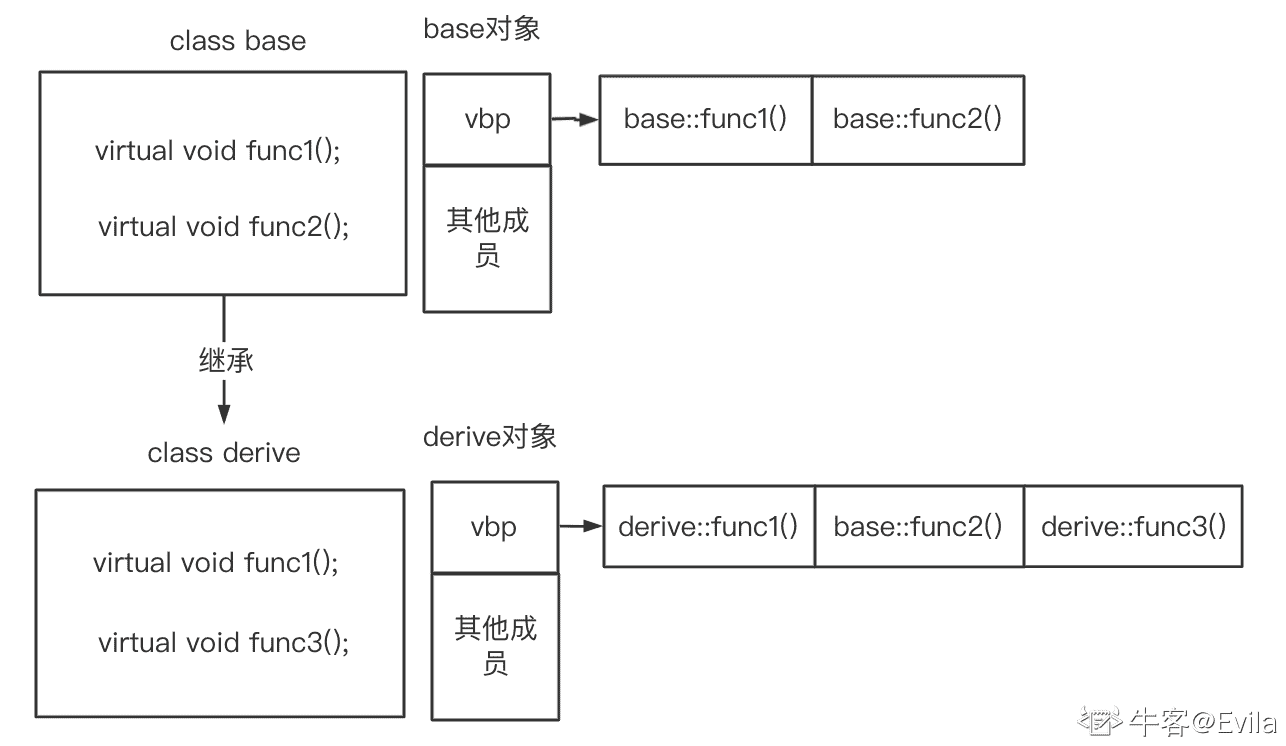 class base
virtual void func1();
virtual void func2();
base对象
vbp
其他成
员
base::func1()
base::func2()
继承
class derive
virtual void func1();
virtual void func3();
derive对象
vbp
其他成
员
derive::func1()
base::func2()
derive::func3()
牛客@Evila